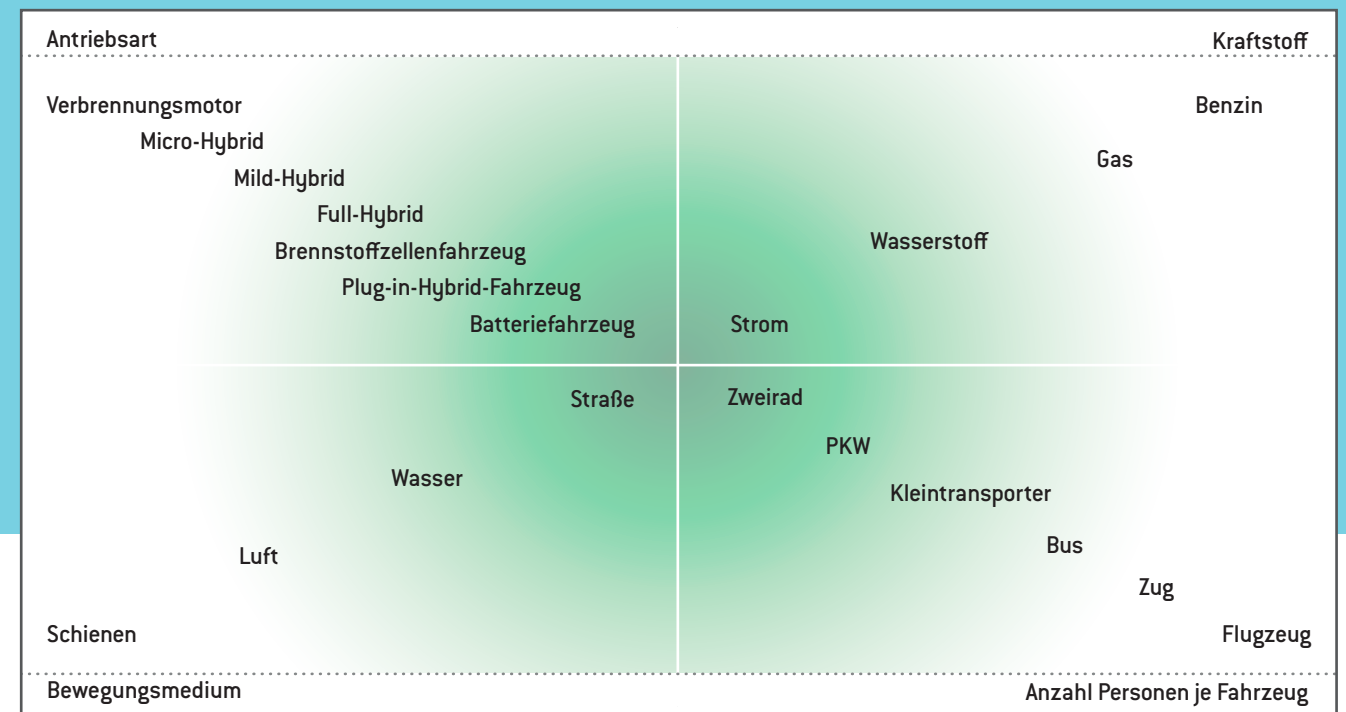 Antriebsart
Kraftstoff
Verbrennungsmotor
Micro-Hybrid
Mild-Hybrid
Full-Hybrid
Brennstoffzellenfahrzeug
Plug-in-Hybrid-Fahrzeug
Batteriefahrzeug
Benzin
Gas
Wasserstoff
Strom
Straße
Wasser
Luft
Schienen
Zweirad
PKW
Kleintransporter
Bus
Zug
Flugzeug
Bewegungsmedium
Anzahl Personen je Fahrzeug